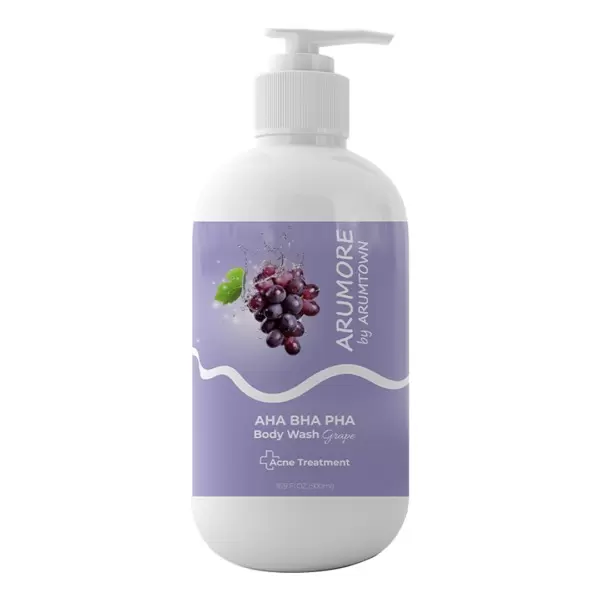 ARUMORE
by ARUMTOWN
AHA BHA PHA
Body Wash Grape
Acne Treatment